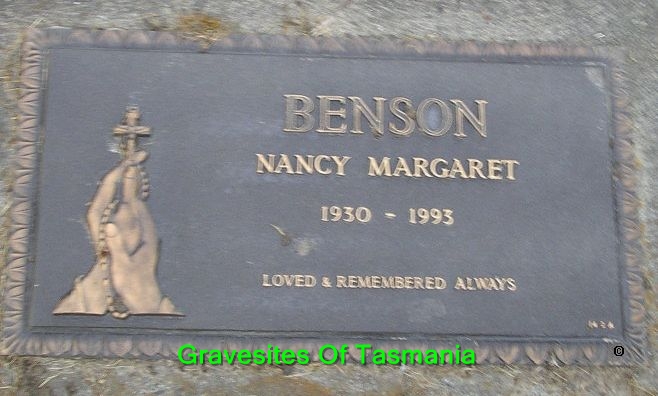 BENSON
NANCY MARGARET
1930 - 1993
LOVED & REMEMBERED ALWAYS
Gravesites Of Tasmania ©